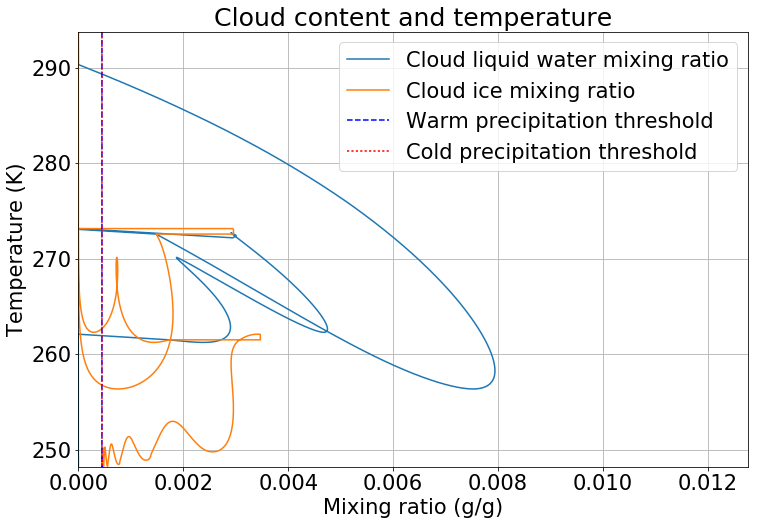 Cloud content and temperature
Cloud liquid water mixing ratio
Cloud ice mixing ratio
Warm precipitation threshold
Cold precipitation threshold
Temperature (K)
290
280
270
260
250
0.000 0.002 0.004 0.006 0.008 0.010 0.012
Mixing ratio (g/g)